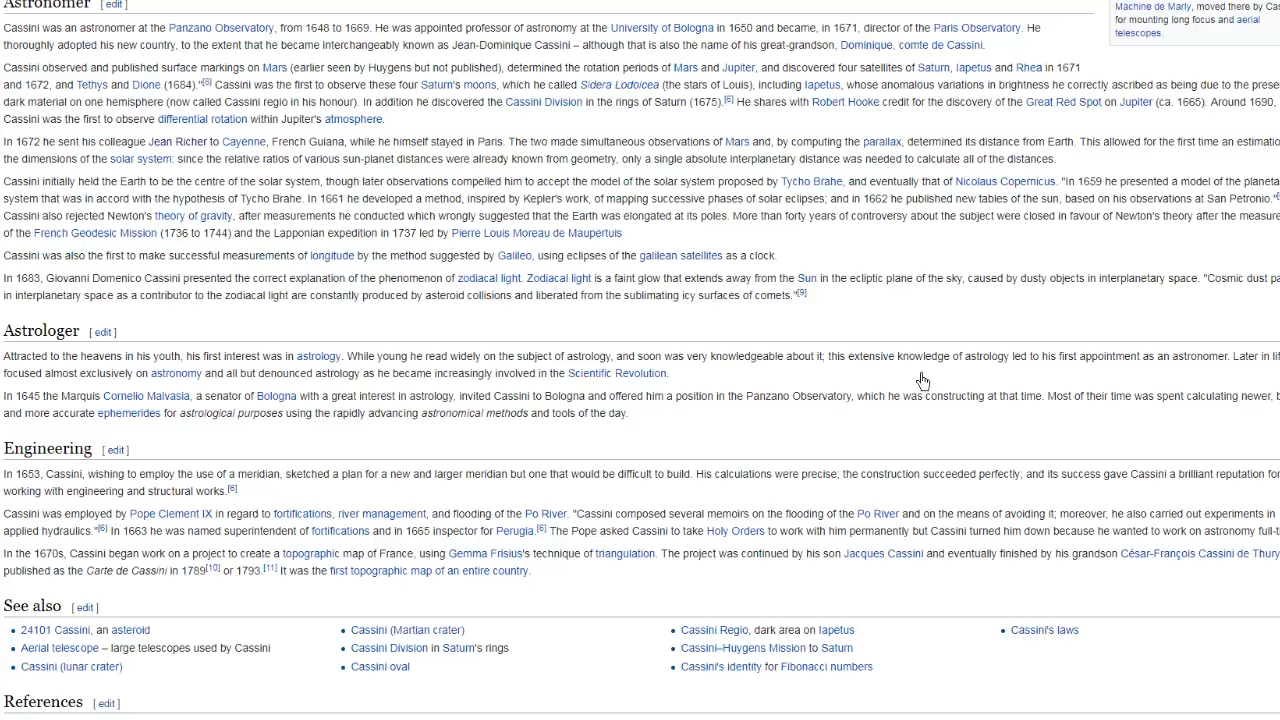 Astronomer [ edit ]
Machine de Marly, moved there by Cas
for mounting long focus and aerial
telescopes.
Cassini was an astronomer at the Panzano Observatory, from 1648 to 1669. He was appointed professor of astronomy at the University of Bologna in 1650 and became, in 1671, director of the Paris Observatory. He
thoroughly adopted his new country, to the extent that he became interchangeably known as Jean-Dominique Cassini – although that is also the name of his great-grandson, Dominique, comte de Cassini.
Cassini observed and published surface markings on Mars (earlier seen by Huygens but not published), determined the rotation periods of Mars and Jupiter, and discovered four satellites of Saturn, Iapetus and Rhea in 1671
and 1672, and Tethys and Dione (1684)."[6] Cassini was the first to observe these four Saturn's moons, which he called Sidera Lodoicea (the stars of Louis), including Iapetus, whose anomalous variations in brightness he correctly ascribed as being due to the prese
dark material on one hemisphere (now called Cassini regio in his honour). In addition he discovered the Cassini Division in the rings of Saturn (1675).[5] He shares with Robert Hooke credit for the discovery of the Great Red Spot on Jupiter (ca. 1665). Around 1690,
Cassini was the first to observe differential rotation within Jupiter's atmosphere.
In 1672 he sent his colleague Jean Richer to Cayenne, French Guiana, while he himself stayed in Paris. The two made simultaneous observations of Mars and, by computing the parallax, determined its distance from Earth. This allowed for the first time an estimatio
the dimensions of the solar system: since the relative ratios of various sun-planet distances were already known from geometry, only a single absolute interplanetary distance was needed to calculate all of the distances.
Cassini initially held the Earth to be the centre of the solar system, though later observations compelled him to accept the model of the solar system proposed by Tycho Brahe, and eventually that of Nicolaus Copernicus. "In 1659 he presented a model of the planeta
system that was in accord with the hypothesis of Tycho Brahe. In 1661 he developed a method, inspired by Kepler's work, of mapping successive phases of solar eclipses; and in 1662 he published new tables of the sun, based on his observations at San Petronio."
Cassini also rejected Newton's theory of gravity, after measurements he conducted which wrongly suggested that the Earth was elongated at its poles. More than forty years of controversy about the subject were closed in favour of Newton's theory after the measure
of the French Geodesic Mission (1736 to 1744) and the Lapponian expedition in 1737 led by Pierre Louis Moreau de Maupertuis
Cassini was also the first to make successful measurements of longitude by the method suggested by Galileo, using eclipses of the galilean satellites as a clock.
In 1683, Giovanni Domenico Cassini presented the correct explanation of the phenomenon of zodiacal light. Zodiacal light is a faint glow that extends away from the Sun in the ecliptic plane of the sky, caused by dusty objects in interplanetary space. "Cosmic dust pa
in interplanetary space as a contributor to the zodiacal light are constantly produced by asteroid collisions and liberated from the sublimating icy surfaces of comets."[9]
Astrologer [ edit ]
Attracted to the heavens in his youth, his first interest was in astrology. While young he read widely on the subject of astrology, and soon was very knowledgeable about it; this extensive knowledge of astrology led to his first appointment as an astronomer. Later in lif
focused almost exclusively on astronomy and all but denounced astrology as he became increasingly involved in the Scientific Revolution.
In 1645 the Marquis Cornelio Malvasia, a senator of Bologna with a great interest in astrology, invited Cassini to Bologna and offered him a position in the Panzano Observatory, which he was constructing at that time. Most of their time was spent calculating newer, b
and more accurate ephemerides for astrological purposes using the rapidly advancing astronomical methods and tools of the day.
Engineering [ edit ]
In 1653, Cassini, wishing to employ the use of a meridian, sketched a plan for a new and larger meridian but one that would be difficult to build. His calculations were precise; the construction succeeded perfectly; and its success gave Cassini a brilliant reputation for
working with engineering and structural works.[6]
Cassini was employed by Pope Clement IX in regard to fortifications, river management, and flooding of the Po River. "Cassini composed several memoirs on the flooding of the Po River and on the means of avoiding it; moreover, he also carried out experiments in
applied hydraulics."[6] In 1663 he was named superintendent of fortifications and in 1665 inspector for Perugia.[6] The Pope asked Cassini to take Holy Orders to work with him permanently but Cassini turned him down because he wanted to work on astronomy full-t
In the 1670s, Cassini began work on a project to create a topographic map of France, using Gemma Frisius's technique of triangulation. The project was continued by his son Jacques Cassini and eventually finished by his grandson César-François Cassini de Thury
published as the Carte de Cassini in 1789[10] or 1793.[11] It was the first topographic map of an entire country.
See also [ edit ]
24101 Cassini, an asteroid
Aerial telescope – large telescopes used by Cassini
Cassini (lunar crater)
Cassini (Martian crater)
Cassini Division in Saturn's rings
Cassini oval
Cassini Regio, dark area on Iapetus
Cassini–Huygens Mission to Saturn
Cassini's identity for Fibonacci numbers
Cassini's laws
References [ edit ]